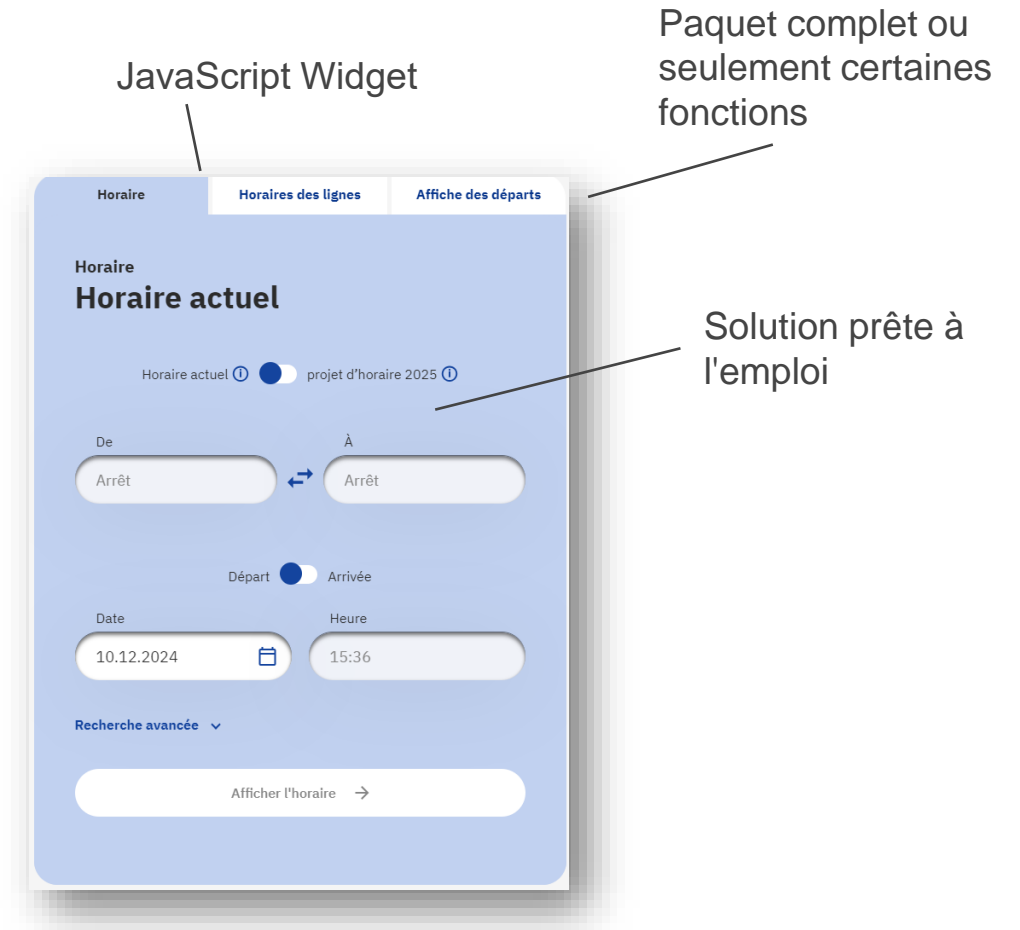 Paquet complet ou
seulement certaines
fonctions
JavaScript Widget
Horaire
Horaires des lignes
Affiche des départs
Horaire
Horaire actuel
Horaire actuel
projet d'horaire 2025
Solution prête à
l'emploi
De
À
Arrêt
Arrêt
Départ
Arrivée
Date
Heure
10.12.2024
15:36
Recherche avancée
Afficher l'horaire